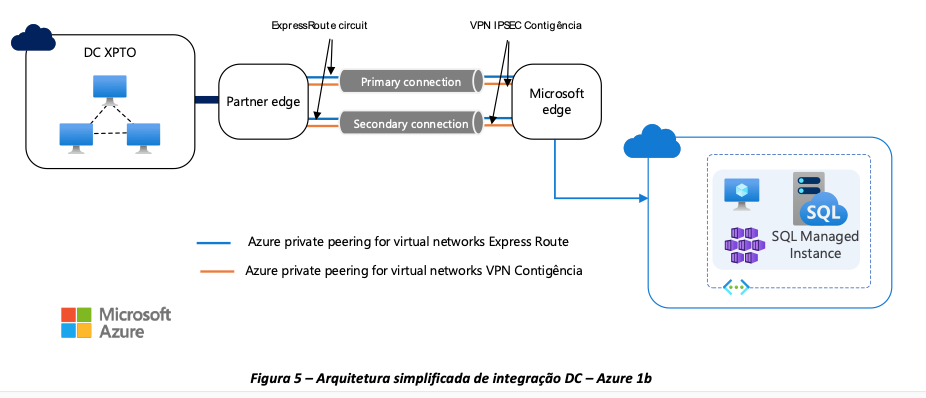 ExpressRoute circuit
VPN IPSEC Contigência
DC XPTO
Partner edge
Primary connection
Secondary connection
Microsoft
edge
SQL
SQL Managed
Instance
Azure private peering for virtual networks Express Route
Azure private peering for virtual networks VPN Contigência
Microsoft
Azure
Figura 5 – Arquitetura simplificada de integração DC – Azure 1b